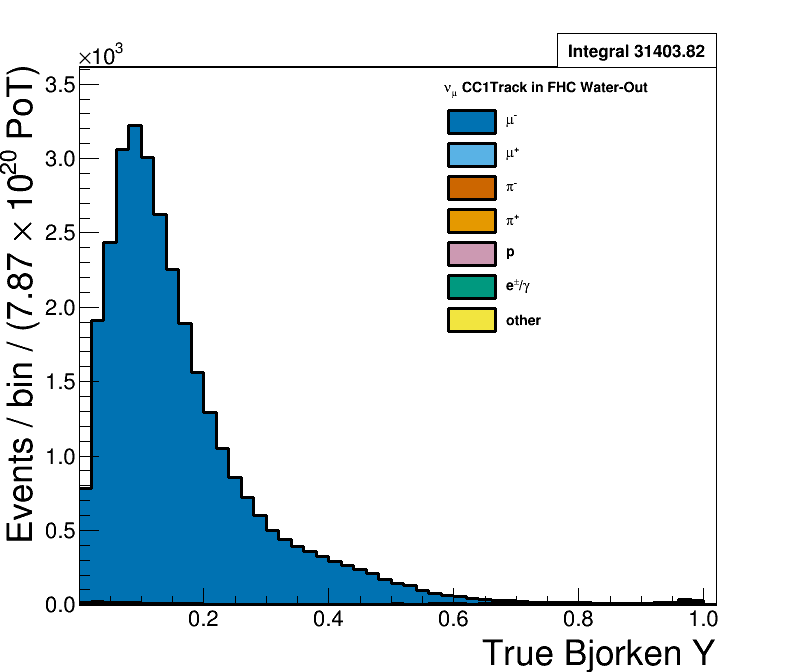 ×10³
Integral 31403.82
ν_μ CC1Track in FHC Water-Out
μ⁻
μ⁺
π⁻
π⁺
p
e^±/γ
other
Events / bin / (7.87 × 10²⁰ PoT)
3.5
3.0
2.5
2.0
1.5
1.0
0.5
0.0
0.2 0.4 0.6 0.8 1.0
True Bjorken Y